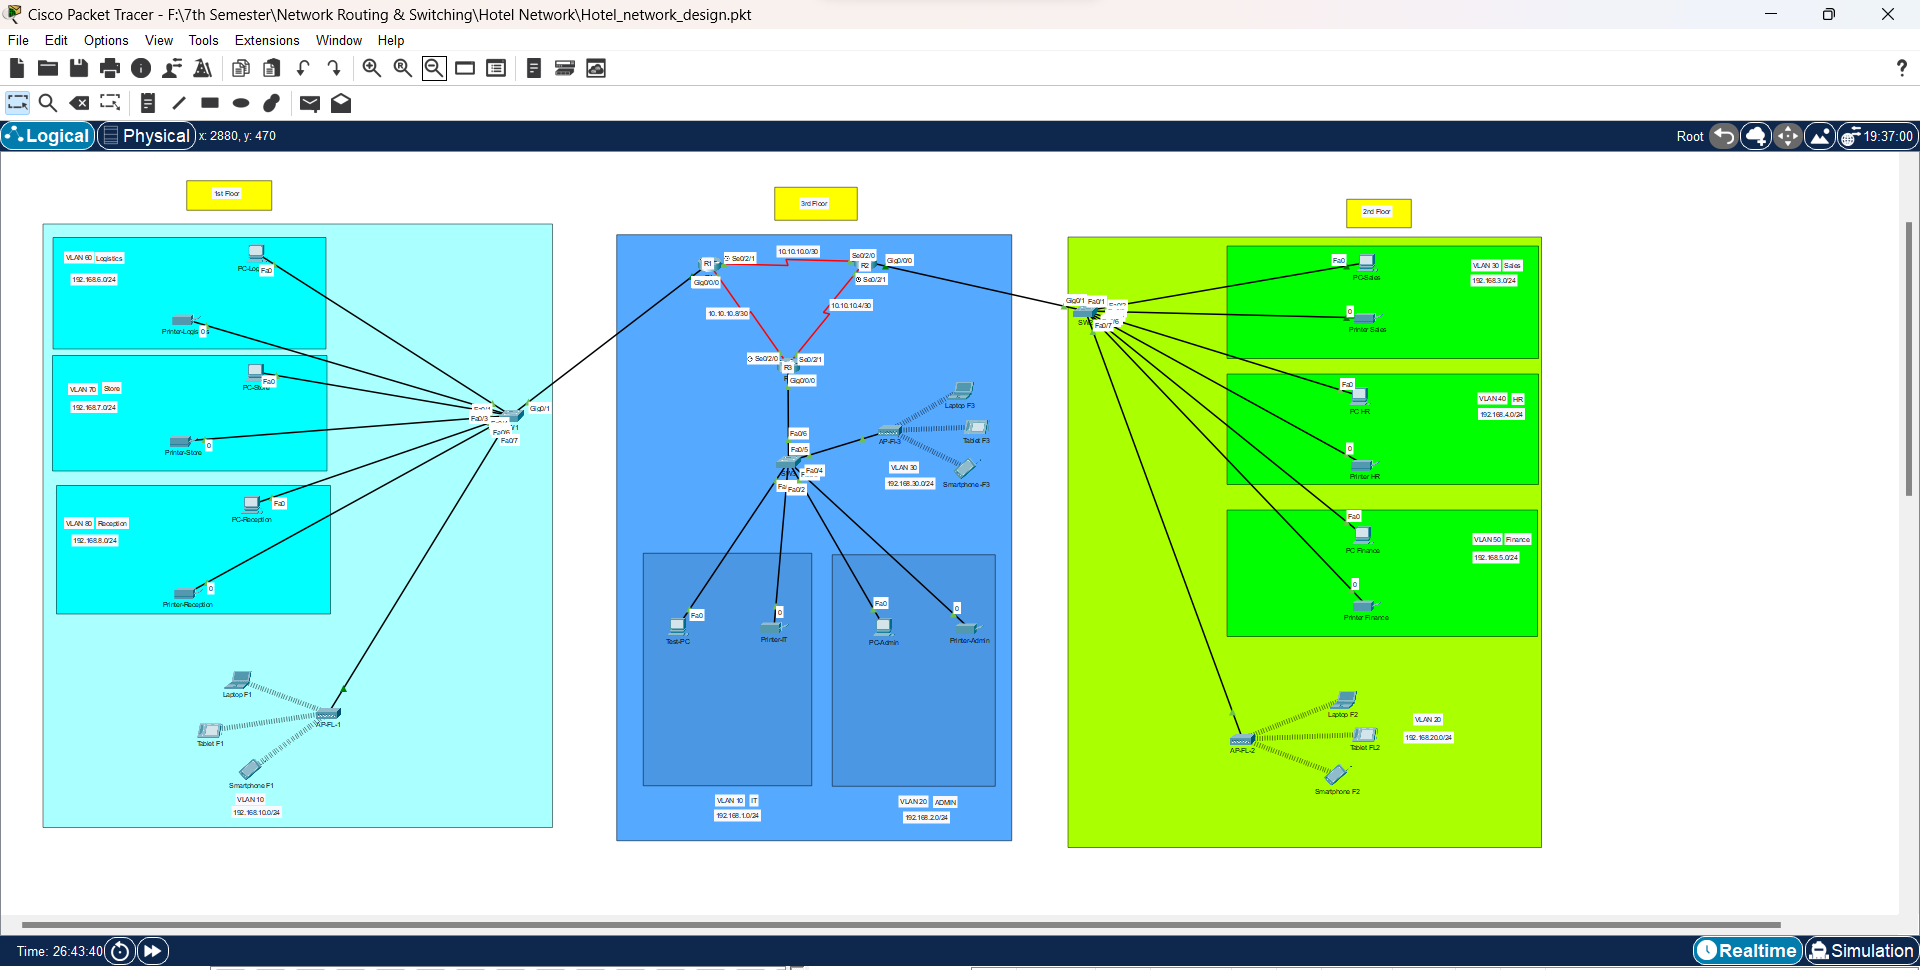 Cisco Packet Tracer - F:\7th Semester\Network Routing & Switching\Hotel Network\Hotel_network_design.pkt
File Edit Options View Tools Extensions Window Help
?
Logical Physical x: 2880, y: 470
Root 19:37:00
1st Floor
VLAN 60 Logistics
192.168.6.0/24
Fa0
0
VLAN 70 Store
192.168.7.0/24
Fa0
Printer-Store
0
VLAN 80 Reception
192.168.8.0/24
PC-Reception
Fa0
Printer-Reception
0
Gig0/1
Fa0/3
Fa0/7
Laptop F1
Tablet F1
Smartphone F1
AP-FL-1
VLAN 10
192.168.10.0/24
3rd Floor
R1
Se0/2/1
Gig0/0/0
10.10.10.0/30
Se0/2/0
R2
Gig0/0/0
Se0/2/1
10.10.10.8/30
10.10.10.4/30
Se0/2/0
Se0/2/1
R3
Gig0/0/0
Fa0/6
Fa0/5
Fa0/4
Fa0/2
AP-Fl-3
Laptop F3
Tablet F3
Smartphone -F3
VLAN 30
192.168.30.0/24
Fa0
Test-PC
0
Printer-IT
Fa0
PC-Admin
0
Printer-Admin
VLAN 10 IT
192.168.1.0/24
VLAN 20 ADMIN
192.168.2.0/24
2nd Floor
Gig0/1
Fa0/1
Fa0/7
Fa0
PC-Sales
VLAN 30 Sales
192.168.3.0/24
0
Printer Sales
Fa0
PC HR
VLAN 40 HR
192.168.4.0/24
0
Printer HR
Fa0
PC Finance
VLAN 50 Finance
192.168.5.0/24
0
Printer Finance
AP-FL-2
Laptop F2
Tablet FL2
Smartphone F2
VLAN 20
192.168.20.0/24
Time: 26:43:40
Realtime Simulation